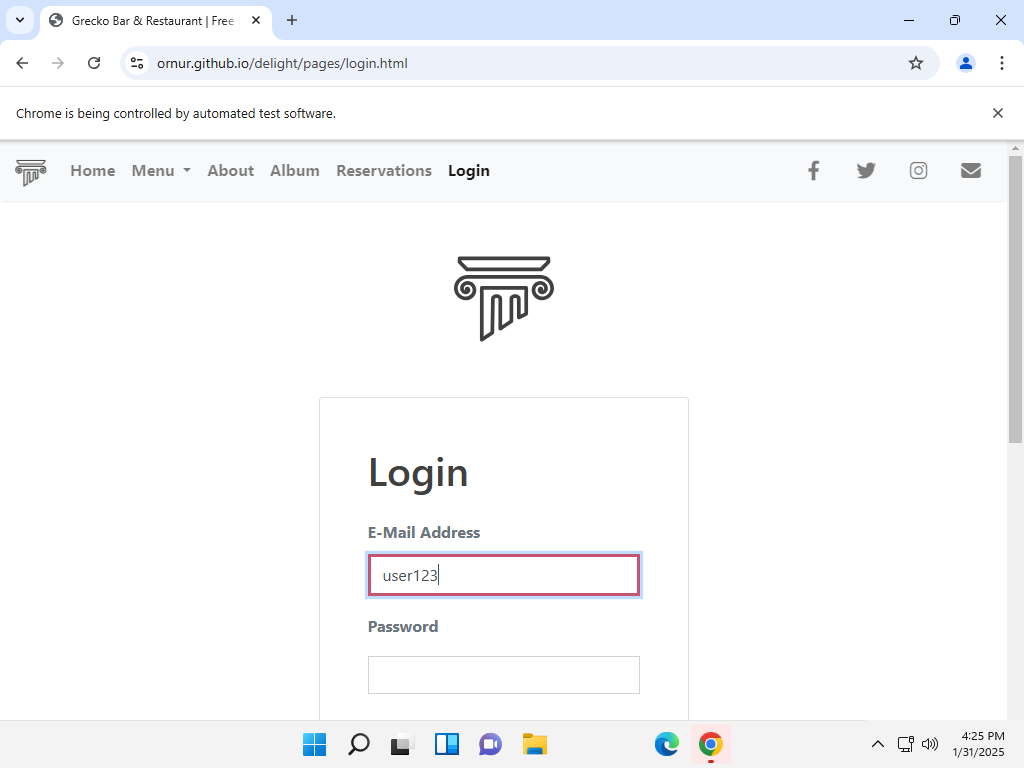 Grecko Bar & Restaurant | Free
ornur.github.io/delight/pages/login.html
Chrome is being controlled by automated test software.
Home Menu About Album Reservations Login
Login
E-Mail Address
user123
Password
4:25 PM
1/31/2025